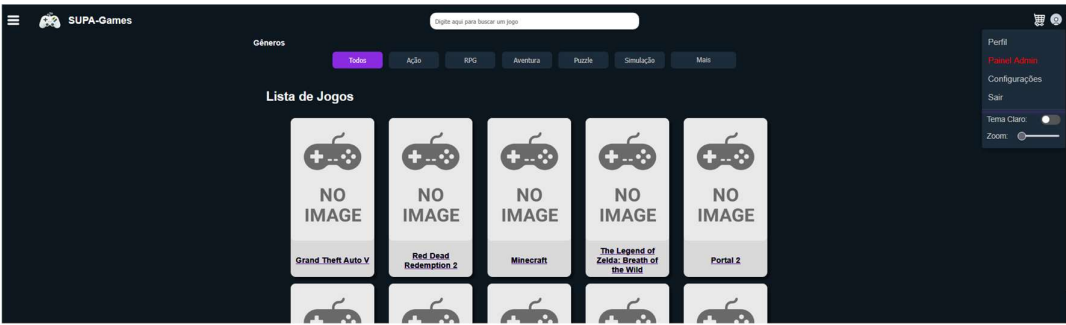 SUPA-Games
Digite aqui para buscar um jogo
Gêneros
Todos
Ação
RPG
Aventura
Puzzle
Simulação
Mais
Perfil
Painel Admin
Configurações
Sair
Tema Claro:
Zoom:
Lista de Jogos
NO
IMAGE
NO
IMAGE
NO
IMAGE
NO
IMAGE
NO
IMAGE
Grand Theft Auto V
Red Dead
Redemption 2
Minecraft
The Legend of
Zelda: Breath of
the Wild
Portal 2